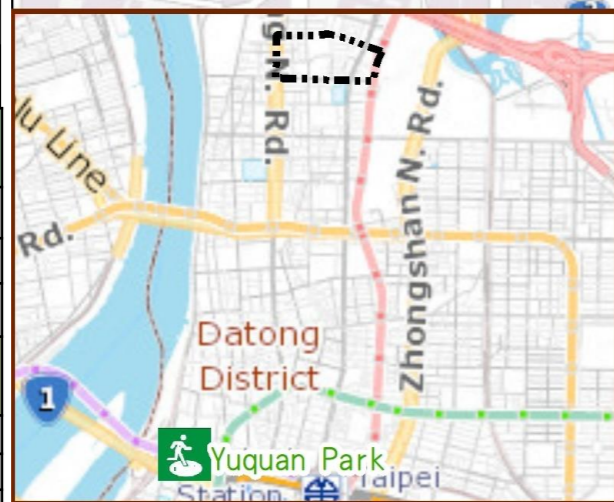 g N. Rd.
lu-Line
Rd.
Zhongshan N. Rd.
Datong
District
1
Yuquan Park
Taipei
Station